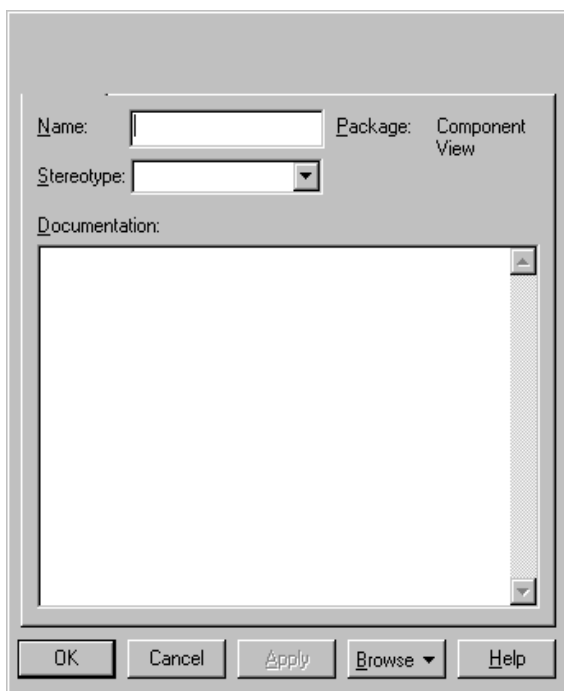 Name: Package: Component
View
Stereotype:
Documentation:
OK Cancel Apply Browse Help